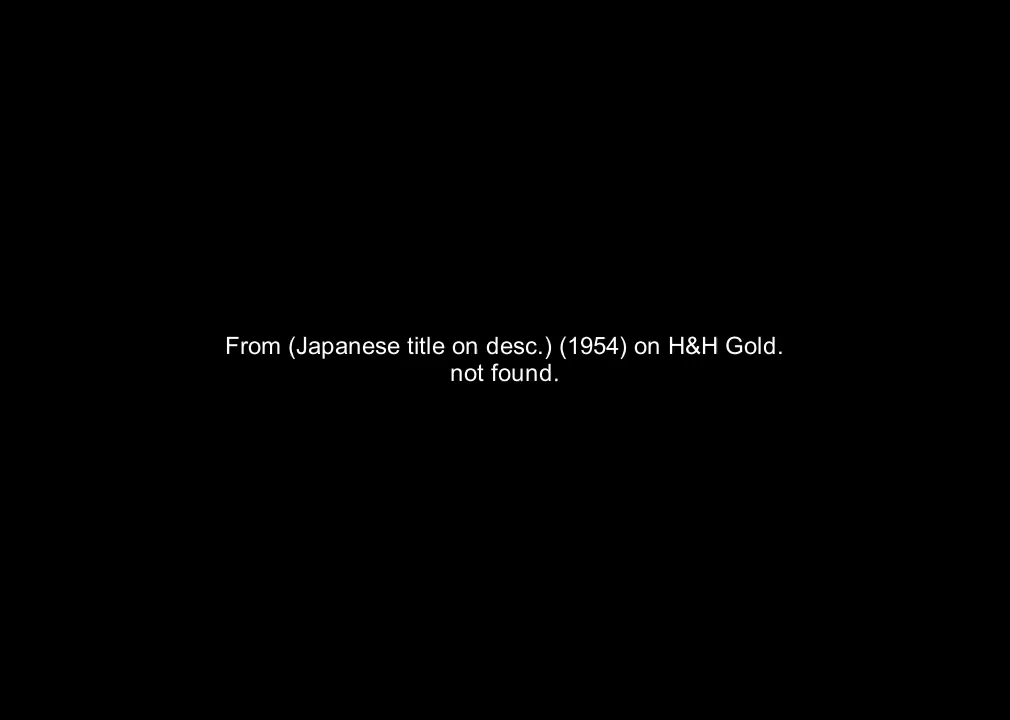 From (Japanese title on desc.) (1954) on H&H Gold.
not found.